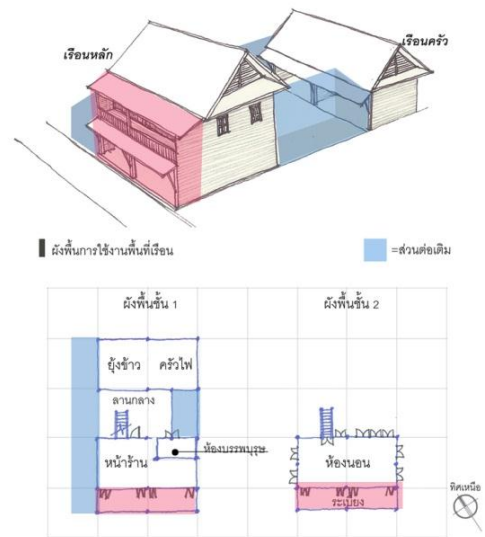 เรือนหลัก
เรือนครัว
ผังพื้นการใช้งานพื้นที่เรือน
=ส่วนต่อเติม
ผังพื้นชั้น 1
ผังพื้นชั้น 2
ยุ้งข้าว
ครัวไฟ
ลานกลาง
หน้าร้าน
ห้องบรรพบุรุษ
ห้องนอน
ระเบียง
ทิศเหนือ